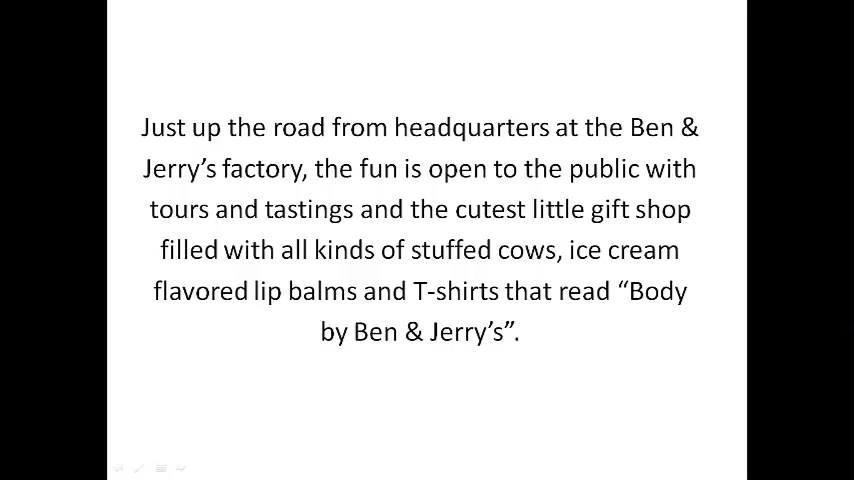 Just up the road from headquarters at the Ben &
Jerry’s factory, the fun is open to the public with
tours and tastings and the cutest little gift shop
filled with all kinds of stuffed cows, ice cream
flavored lip balms and T-shirts that read “Body
by Ben & Jerry’s”.